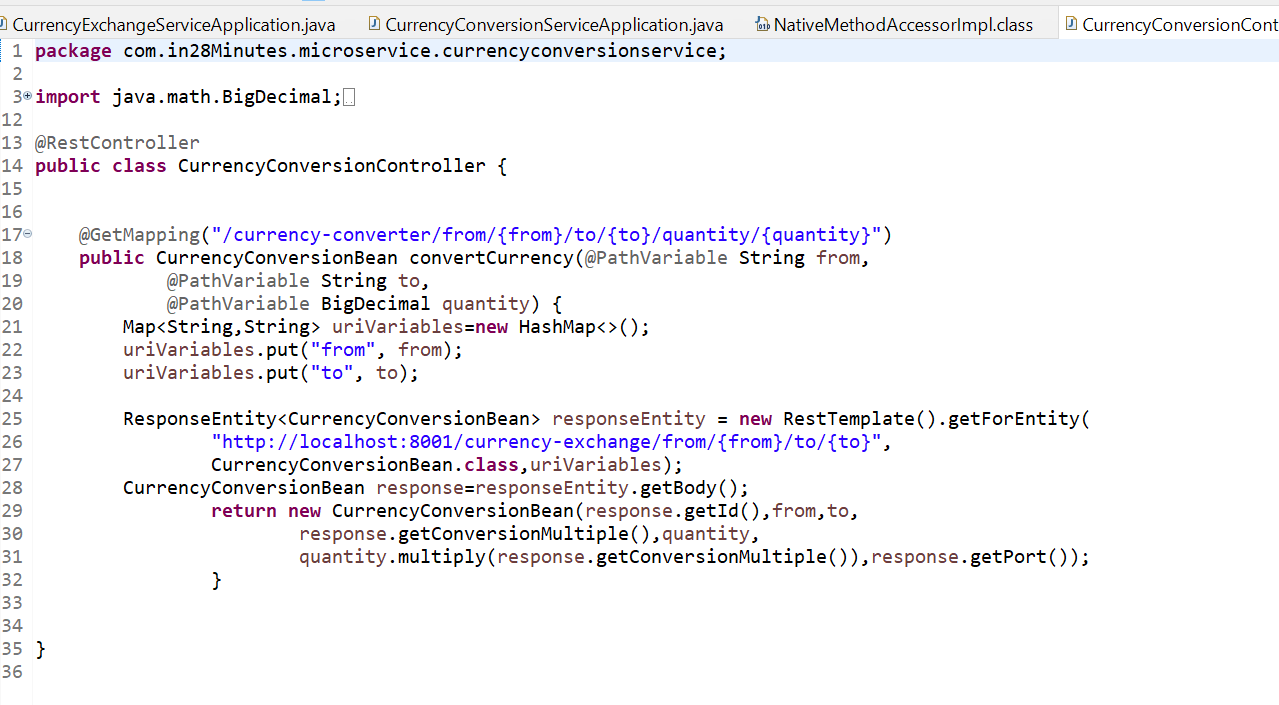 CurrencyExchangeServiceApplication.java CurrencyConversionServiceApplication.java NativeMethodAccessorImpl.class CurrencyConversionCont
1 package com.in28Minutes.microservice.currencyconversionservice;
2
3 import java.math.BigDecimal;
12
13 @RestController
14 public class CurrencyConversionController {
15
16
17 @GetMapping("/currency-converter/from/{from}/to/{to}/quantity/{quantity}")
18 public CurrencyConversionBean convertCurrency(@PathVariable String from,
19 @PathVariable String to,
20 @PathVariable BigDecimal quantity) {
21 Map<String,String> uriVariables=new HashMap<>();
22 uriVariables.put("from", from);
23 uriVariables.put("to", to);
24
25 ResponseEntity<CurrencyConversionBean> responseEntity = new RestTemplate().getForEntity(
26 "http://localhost:8001/currency-exchange/from/{from}/to/{to}",
27 CurrencyConversionBean.class,uriVariables);
28 CurrencyConversionBean response=responseEntity.getBody();
29 return new CurrencyConversionBean(response.getId(),from,to,
30 response.getConversionMultiple(),quantity,
31 quantity.multiply(response.getConversionMultiple()),response.getPort());
32 }
33
34
35 }
36